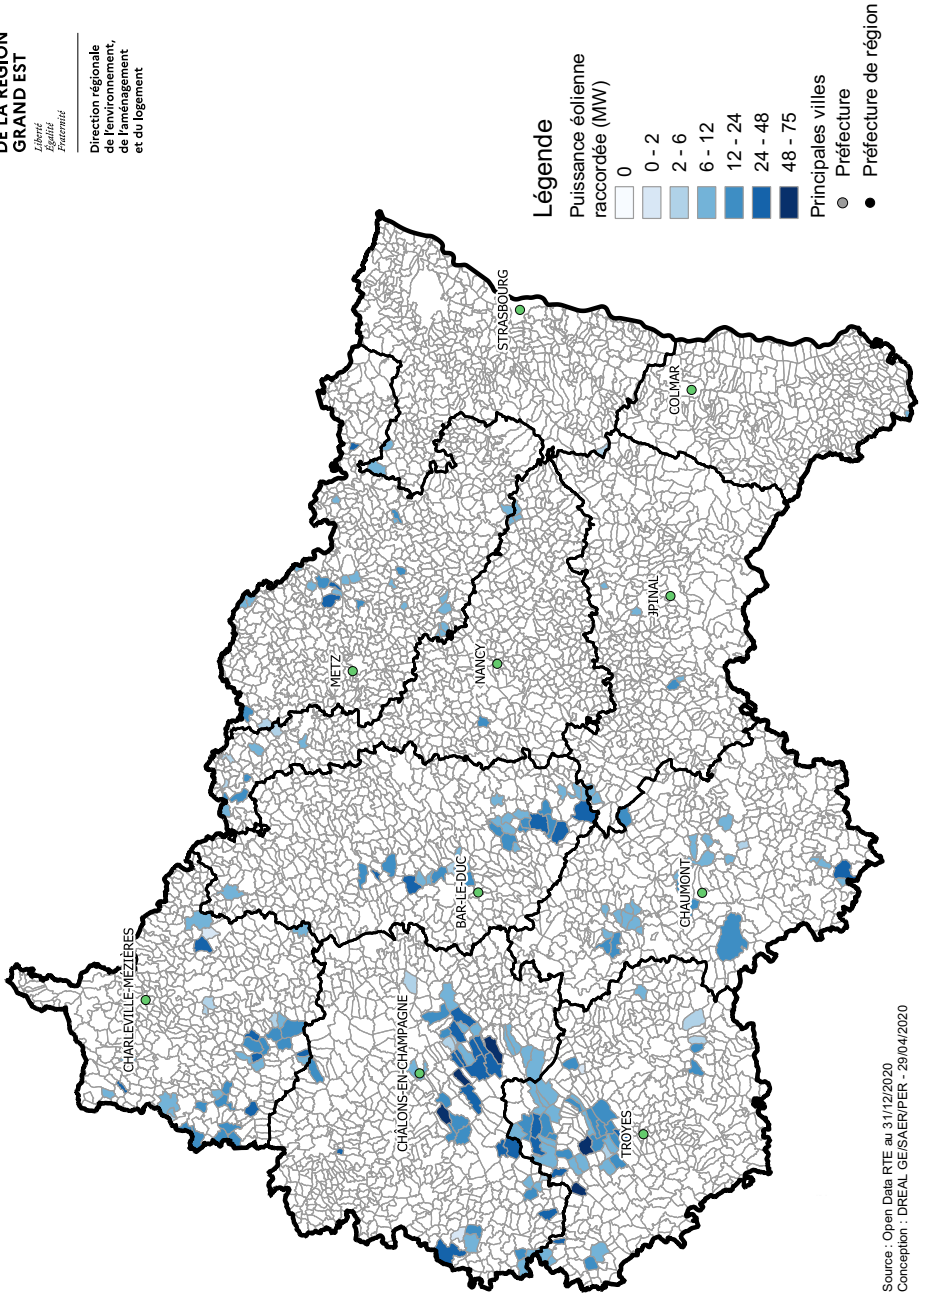 DE LA RÉGION
GRAND EST
Liberté
Égalité
Fraternité
Direction régionale
de l'environnement,
de l'aménagement
et du logement
Légende
Puissance éolienne
raccordée (MW)
0
0 - 2
2 - 6
6 - 12
12 - 24
24 - 48
48 - 75
Principales villes
Préfecture
Préfecture de région
CHARLEVILLE-MEZIÈRES
METZ
STRASBOURG
CHÂLONS-EN-CHAMPAGNE
BAR-LE-DUC
NANCY
COLMAR
TROYES
CHAUMONT
PINAL
Source : Open Data RTE au 31/12/2020
Conception : DREAL GE/SAER/PER - 29/04/2020